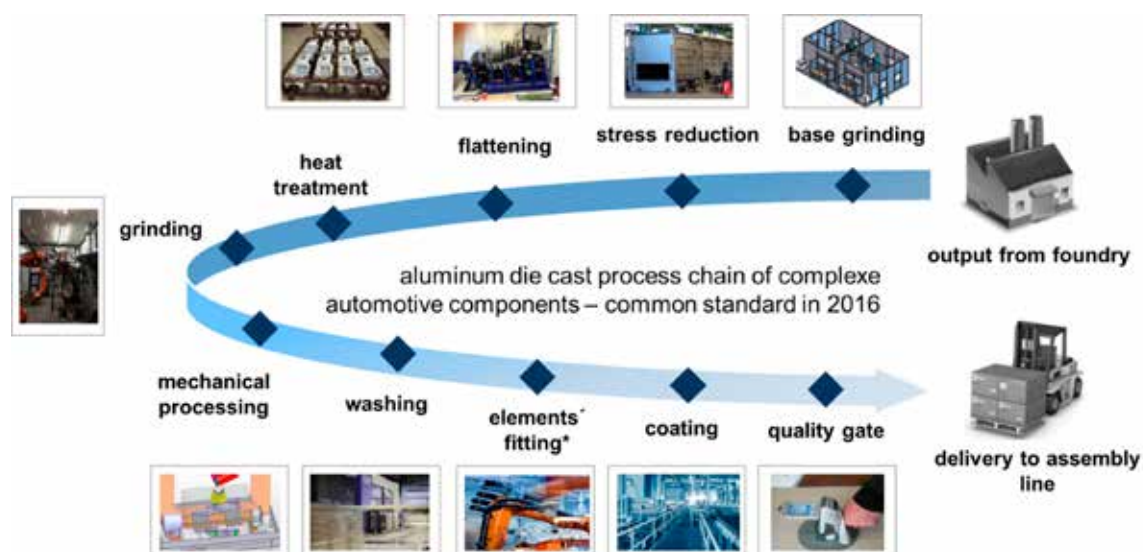 base grinding
stress reduction
flattening
heat
treatment
grinding
output from foundry
aluminum die cast process chain of complexe
automotive components – common standard in 2016
mechanical
processing
washing
elements´
fitting*
coating
quality gate
delivery to assembly
line